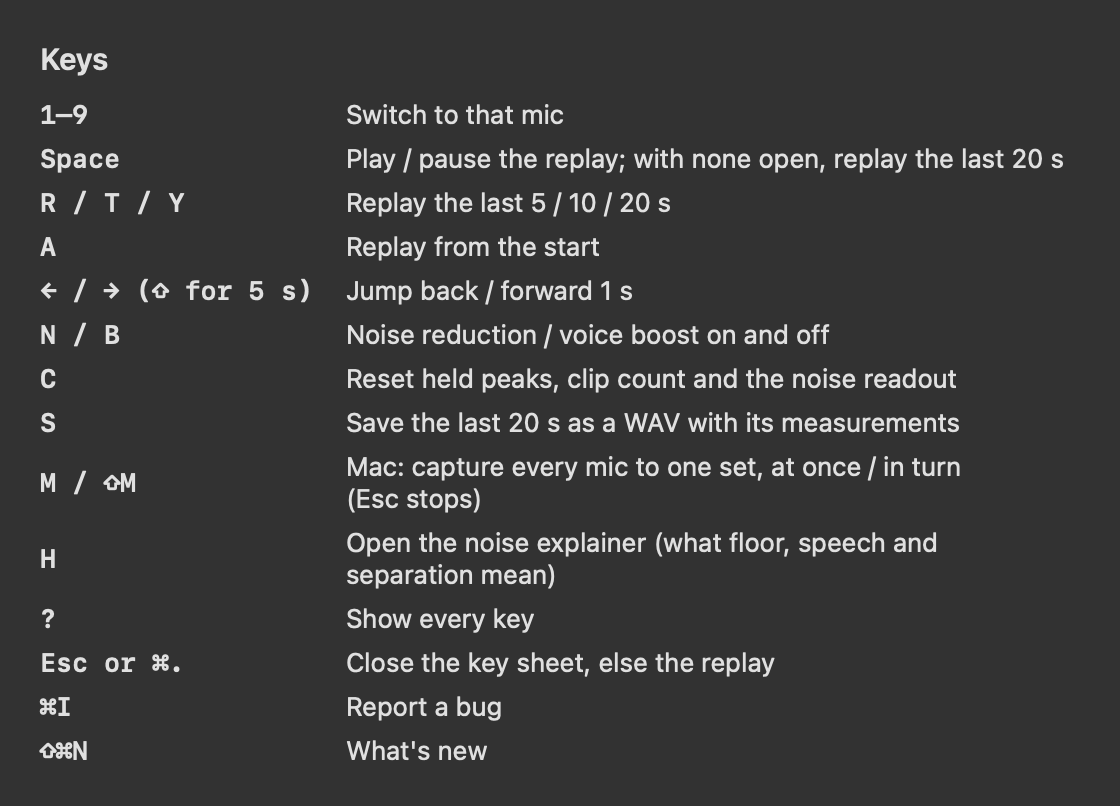 Keys
1–9 Switch to that mic
Space Play / pause the replay; with none open, replay the last 20 s
R / T / Y Replay the last 5 / 10 / 20 s
A Replay from the start
← / → (⇧ for 5 s) Jump back / forward 1 s
N / B Noise reduction / voice boost on and off
C Reset held peaks, clip count and the noise readout
S Save the last 20 s as a WAV with its measurements
M / ⇧M Mac: capture every mic to one set, at once / in turn
(Esc stops)
H Open the noise explainer (what floor, speech and
separation mean)
? Show every key
Esc or ⌘. Close the key sheet, else the replay
⌘I Report a bug
⇧⌘N What's new